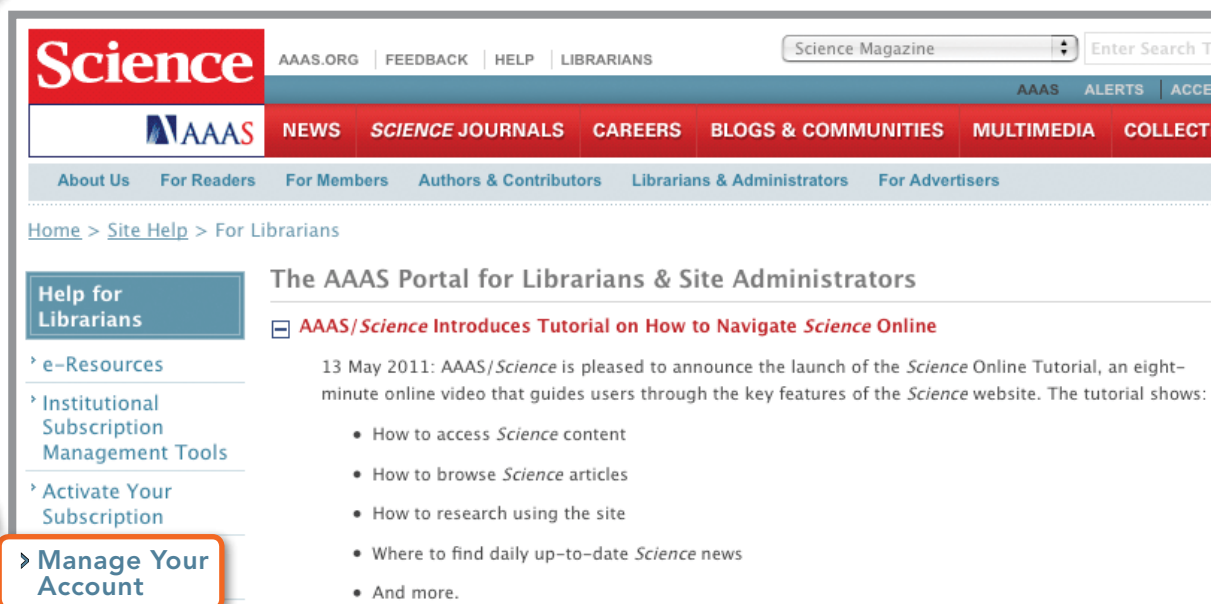 Science
AAAS.ORG FEEDBACK HELP LIBRARIANS
Science Magazine
Enter Search T
AAAS ALERTS ACCE
AAAS
NEWS SCIENCE JOURNALS CAREERS BLOGS & COMMUNITIES MULTIMEDIA COLLECT
About Us For Readers For Members Authors & Contributors Librarians & Administrators For Advertisers
Home > Site Help > For Librarians
Help for
Librarians
› e-Resources
› Institutional
Subscription
Management Tools
› Activate Your
Subscription
› Manage Your
Account
The AAAS Portal for Librarians & Site Administrators
AAAS/Science Introduces Tutorial on How to Navigate Science Online
13 May 2011: AAAS/Science is pleased to announce the launch of the Science Online Tutorial, an eight-
minute online video that guides users through the key features of the Science website. The tutorial shows:
• How to access Science content
• How to browse Science articles
• How to research using the site
• Where to find daily up-to-date Science news
• And more.